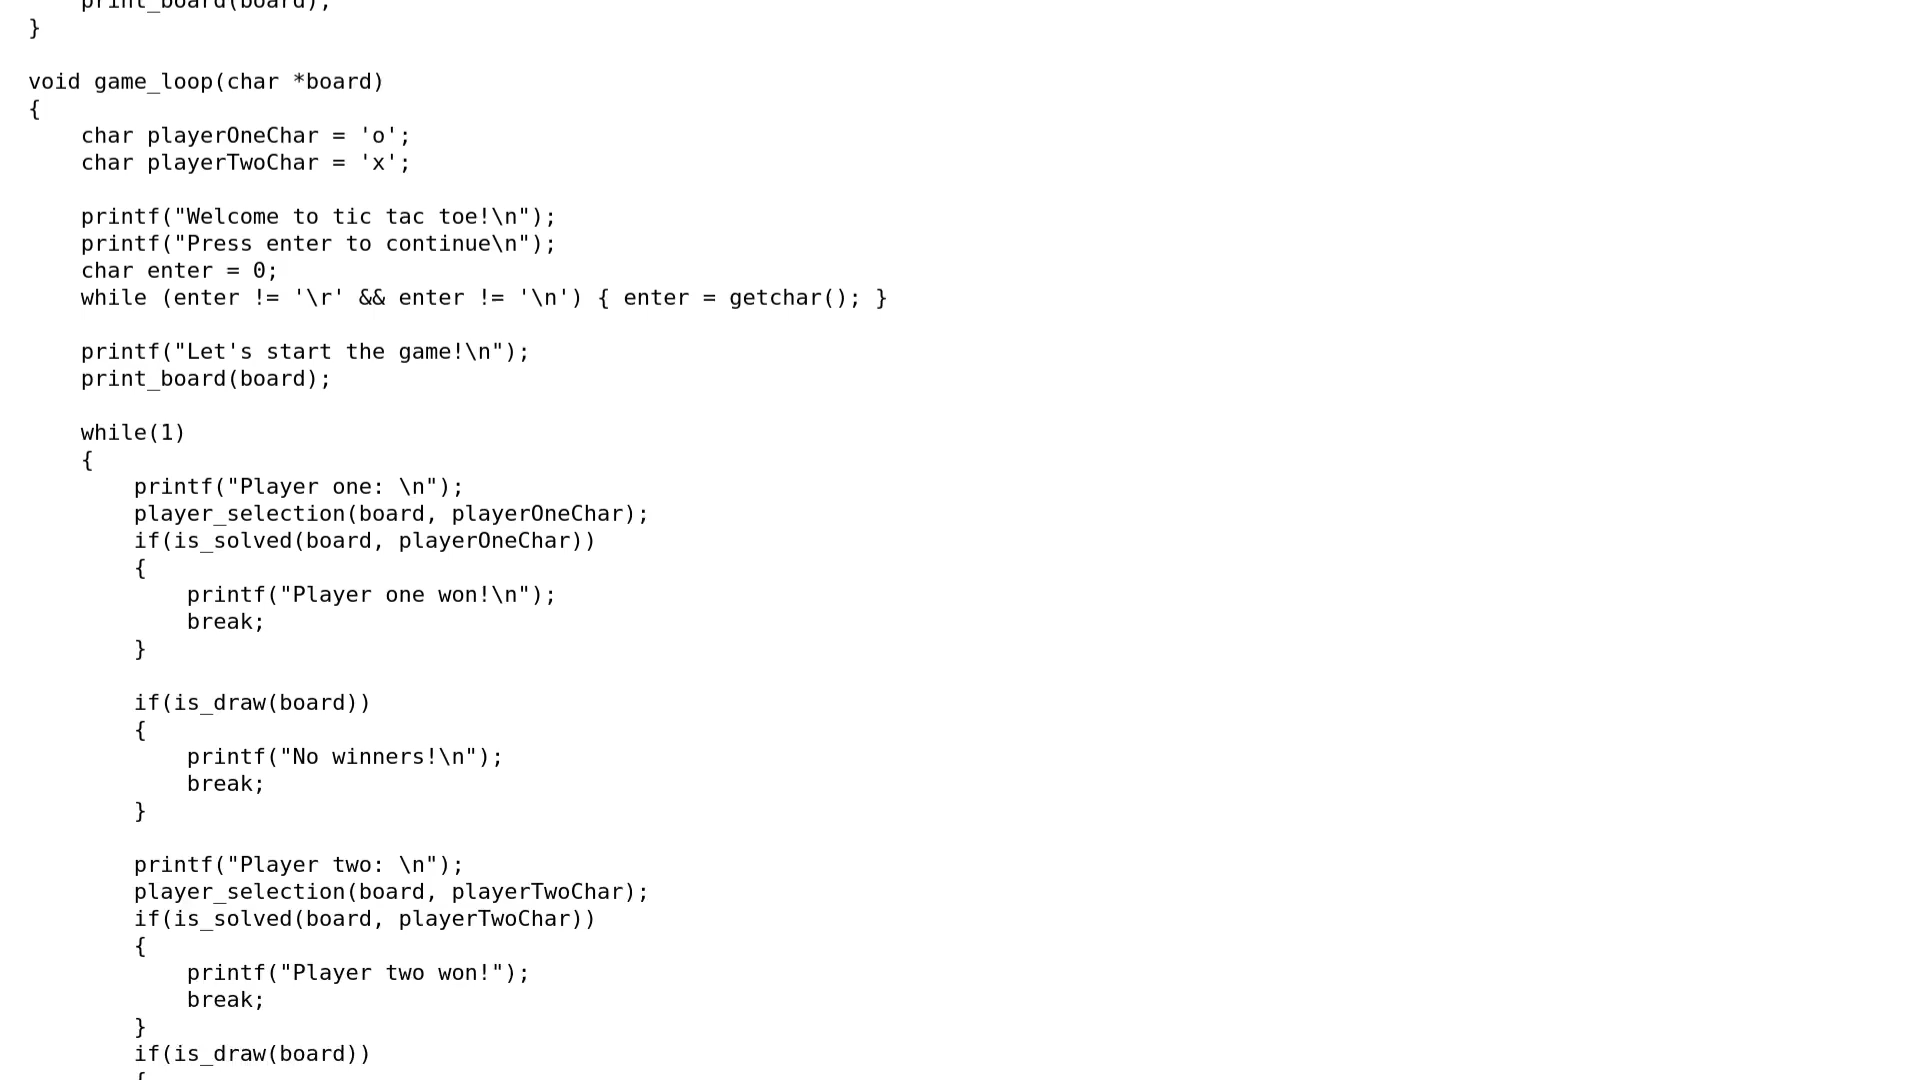 print_board(board);
}

void game_loop(char *board)
{
    char playerOneChar = 'o';
    char playerTwoChar = 'x';

    printf("Welcome to tic tac toe!\n");
    printf("Press enter to continue\n");
    char enter = 0;
    while (enter != '\r' && enter != '\n') { enter = getchar(); }

    printf("Let's start the game!\n");
    print_board(board);

    while(1)
    {
        printf("Player one: \n");
        player_selection(board, playerOneChar);
        if(is_solved(board, playerOneChar))
        {
            printf("Player one won!\n");
            break;
        }

        if(is_draw(board))
        {
            printf("No winners!\n");
            break;
        }

        printf("Player two: \n");
        player_selection(board, playerTwoChar);
        if(is_solved(board, playerTwoChar))
        {
            printf("Player two won!");
            break;
        }
        if(is_draw(board))
        {